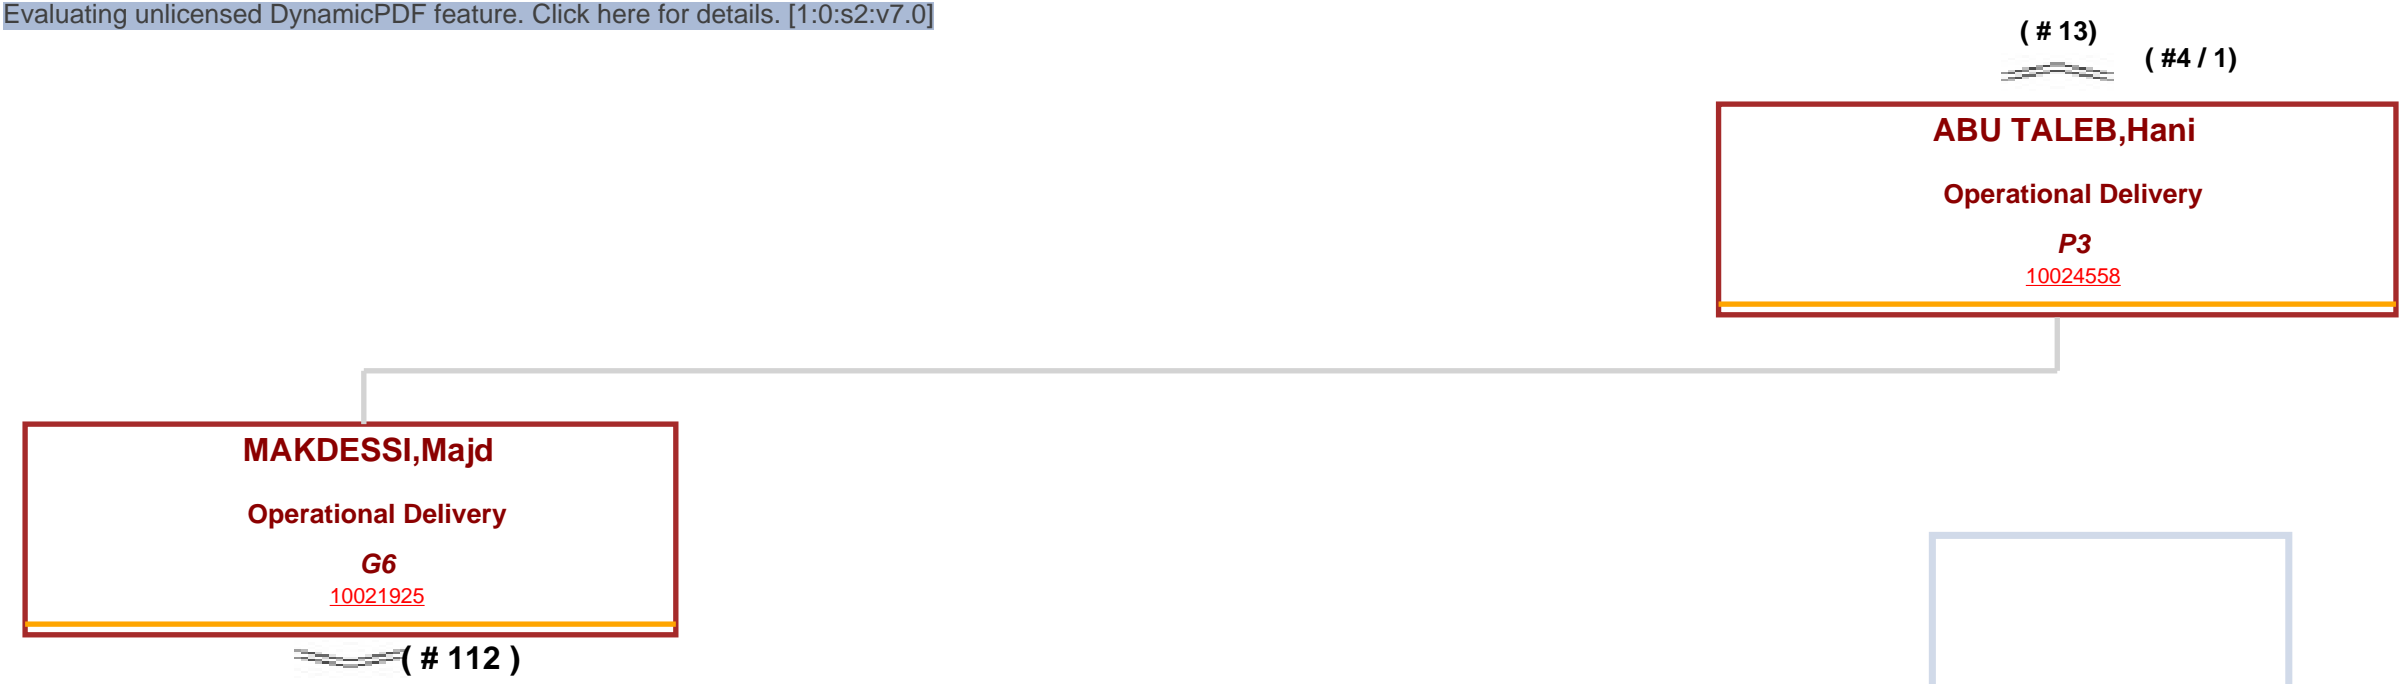 Evaluating unlicensed DynamicPDF feature. Click here for details. [1:0:s2:v7.0]
( # 13)
( #4 / 1)
ABU TALEB,Hani
Operational Delivery
P3
10024558
MAKDESSI,Majd
Operational Delivery
G6
10021925
( # 112 )